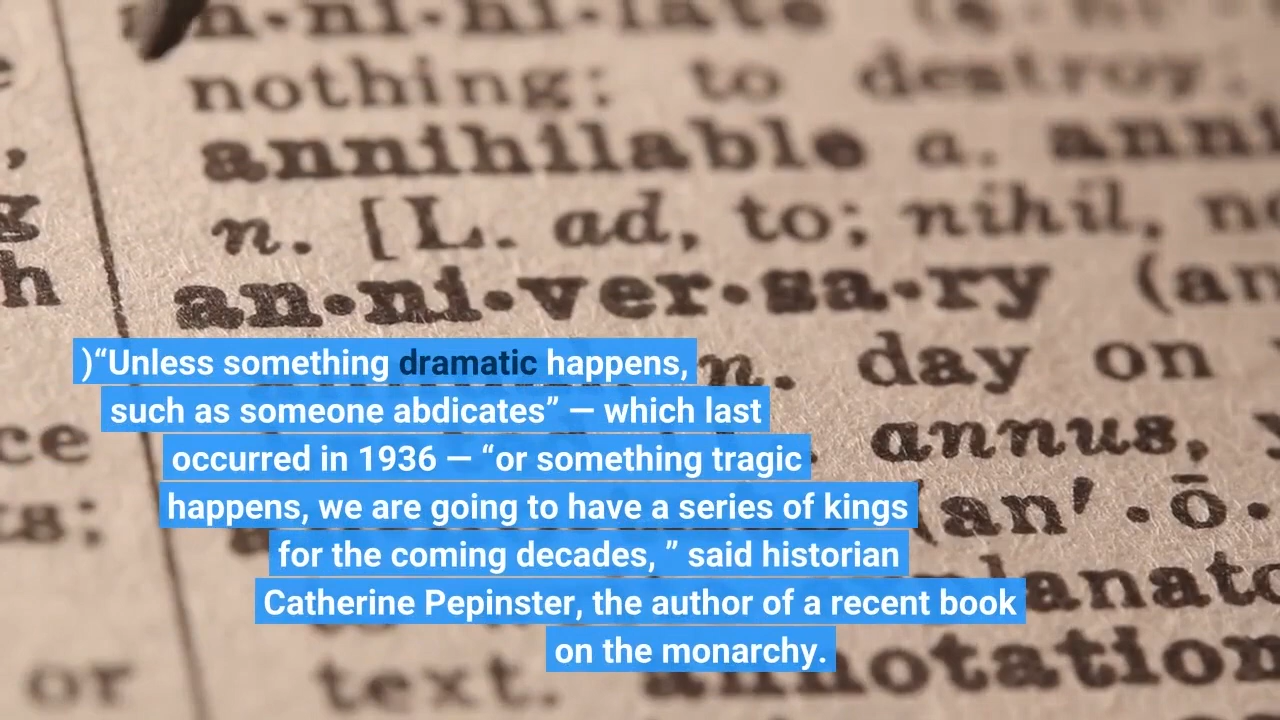 an·ni·hi·late
nothing; to destroy.
annihilable a. anni
n. [L. ad, to; nihil, no
an·ni·ver·sa·ry (an
)“Unless something dramatic happens,
n. day on
such as someone abdicates” — which last
ce
annus,
occurred in 1936 — “or something tragic
happens, we are going to have a series of kings
(an′·ō·
ts;
for the coming decades, ” said historian
Catherine Pepinster, the author of a recent book
on the monarchy.
annotation
or text.